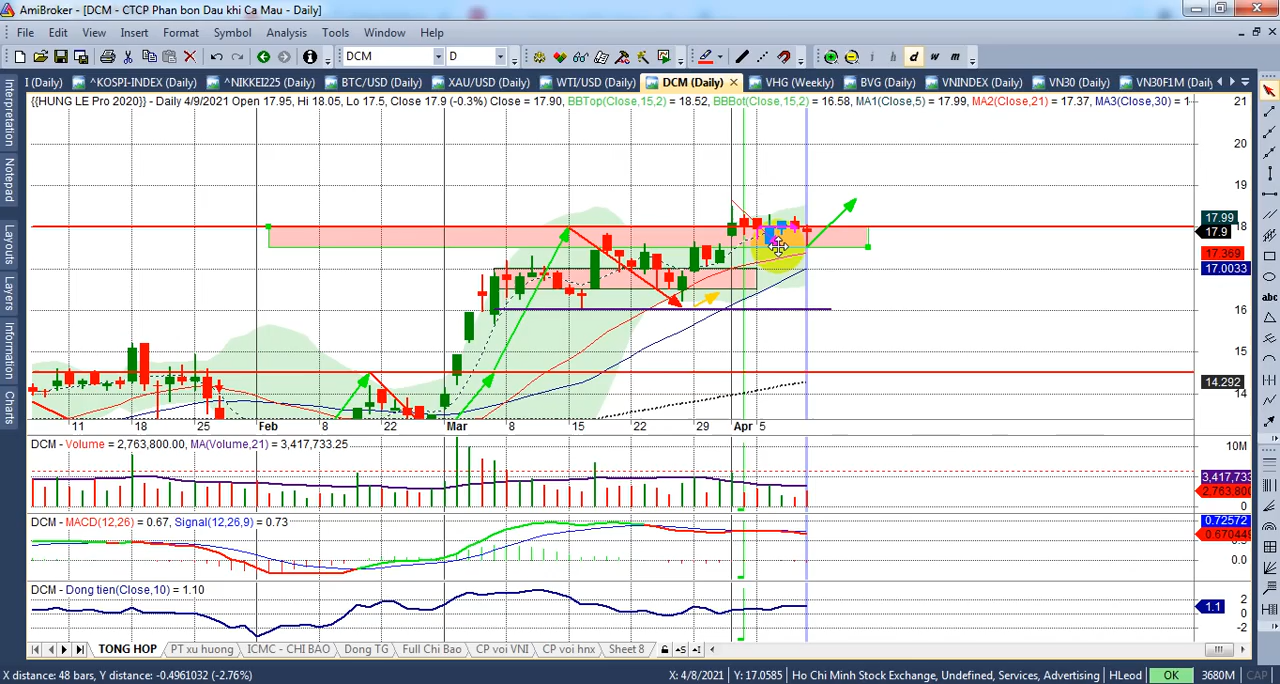 AmiBroker - [DCM - CTCP Phan bon Dau khi Ca Mau - Daily]
File Edit View Insert Format Symbol Analysis Tools Window Help
DCM D i h d w m
I (Daily) ^KOSPI-INDEX (Daily) ^NIKKEI225 (Daily) BTC/USD (Daily) XAU/USD (Daily) WTI/USD (Daily) DCM (Daily) VHG (Weekly) BVG (Daily) VNINDEX (Daily) VN30 (Daily) VN30F1M (Daily)
Interpretation
Notepad
Layouts
Layers
Information
Charts
{{HUNG LE Pro 2020}} - Daily 4/9/2021 Open 17.95, Hi 18.05, Lo 17.5, Close 17.9 (-0.3%) Close = 17.90, BBTop(Close,15,2) = 18.52, BBBot(Close,15,2) = 16.58, MA1(Close,5) = 17.99, MA2(Close,21) = 17.37, MA3(Close,30) = 1
21
20
19
17.99
18
17.9
17.369
17.0033
16
15
14.292
14
11 18 25 Feb 8 22 Mar 8 15 22 29 Apr 5
DCM - Volume = 2,763,800.00, MA(Volume,21) = 3,417,733.25
10M
3,417,733
2,763,800
0
DCM - MACD(12,26) = 0.67, Signal(12,26,9) = 0.73
0.72572
0.670449
0.0
DCM - Dong tien(Close,10) = 1.10
2
1.1
0
-2
TONG HOP PT xu huong ICMC - CHI BAO Dong TG Full Chi Bao CP voi VNI CP voi hnx Sheet 8
abc
X distance: 48 bars, Y distance: -0.4961032 (-2.76%) X: 4/8/2021 Y: 17.0585 Ho Chi Minh Stock Exchange, Undefined, Services, Advertising HLeod OK 3680M CAP